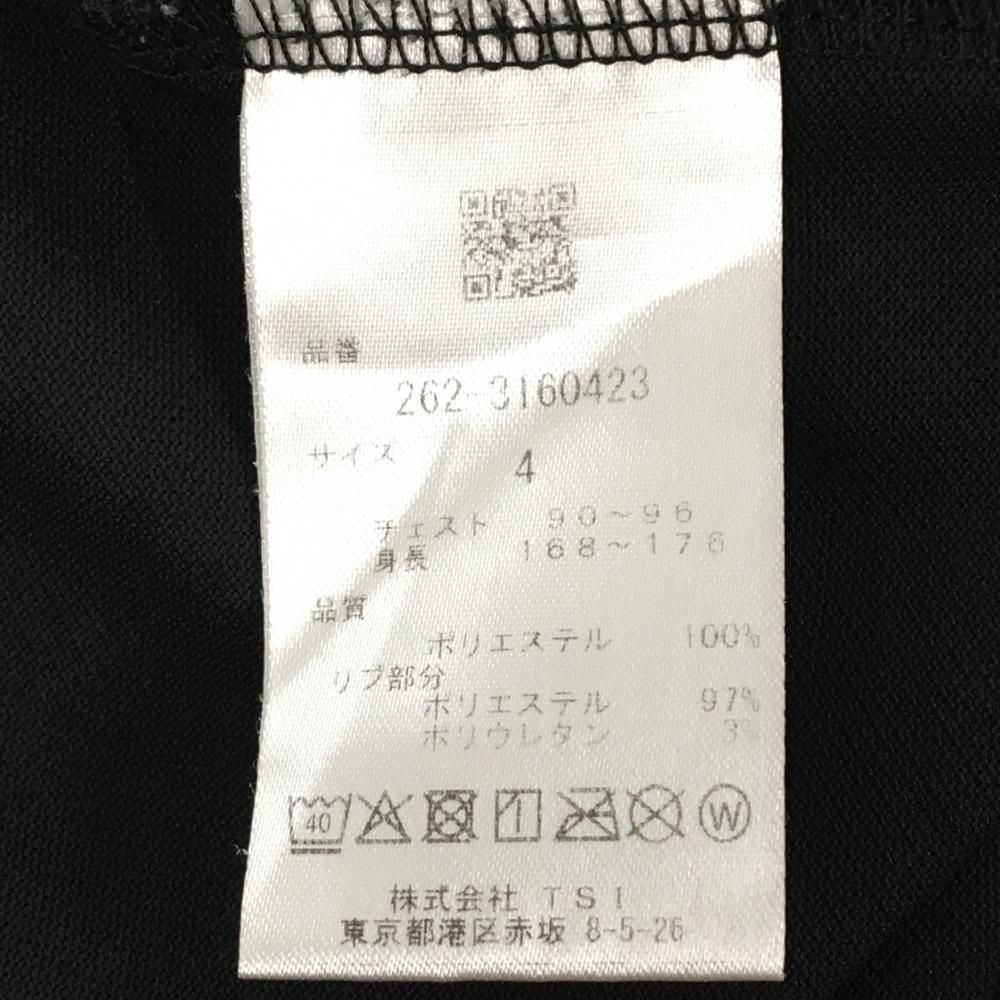 品番
262-3160423
サイズ 4
チェスト 90～96
身長 168～176
品質
ポリエステル 100%
リブ部分
ポリエステル 97%
ポリウレタン 3%
40 W
株式会社 TSI
東京都港区赤坂 8-5-26